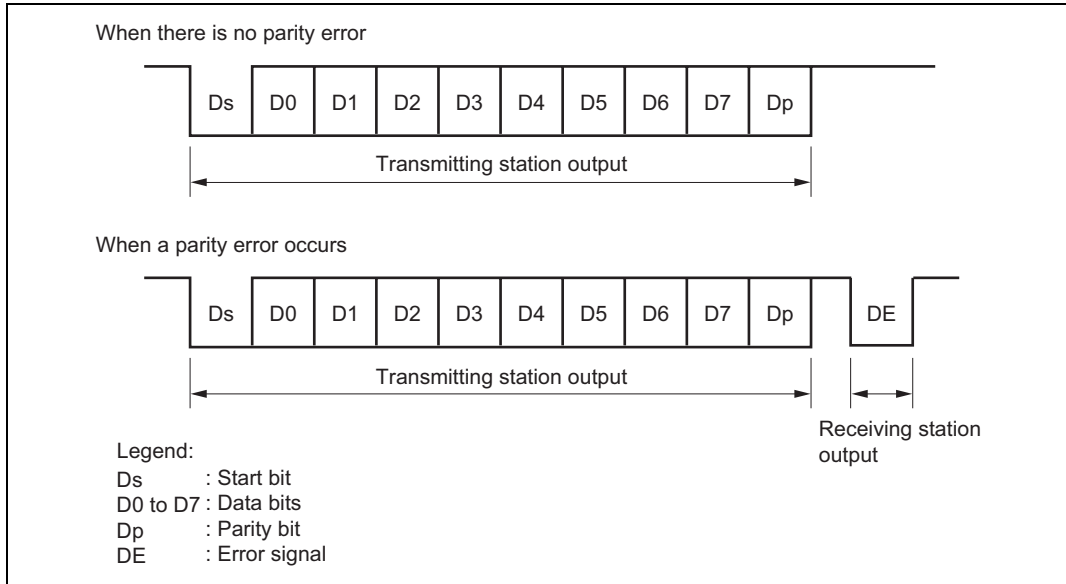 When there is no parity error
Ds D0 D1 D2 D3 D4 D5 D6 D7 Dp
Transmitting station output
When a parity error occurs
Ds D0 D1 D2 D3 D4 D5 D6 D7 Dp DE
Transmitting station output
Receiving station
output
Legend:
Ds : Start bit
D0 to D7 : Data bits
Dp : Parity bit
DE : Error signal